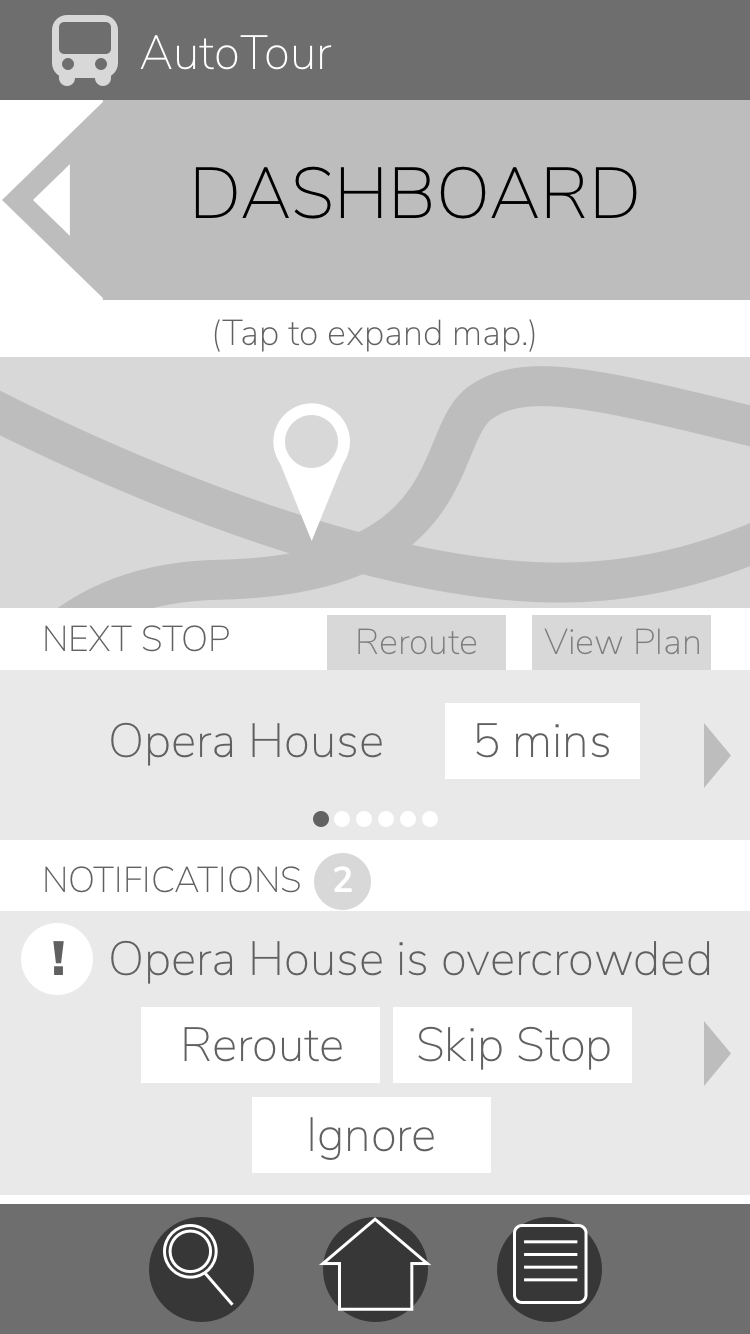 AutoTour
DASHBOARD
(Tap to expand map.)
NEXT STOP Reroute View Plan
Opera House 5 mins
NOTIFICATIONS 2
! Opera House is overcrowded
Reroute Skip Stop
Ignore